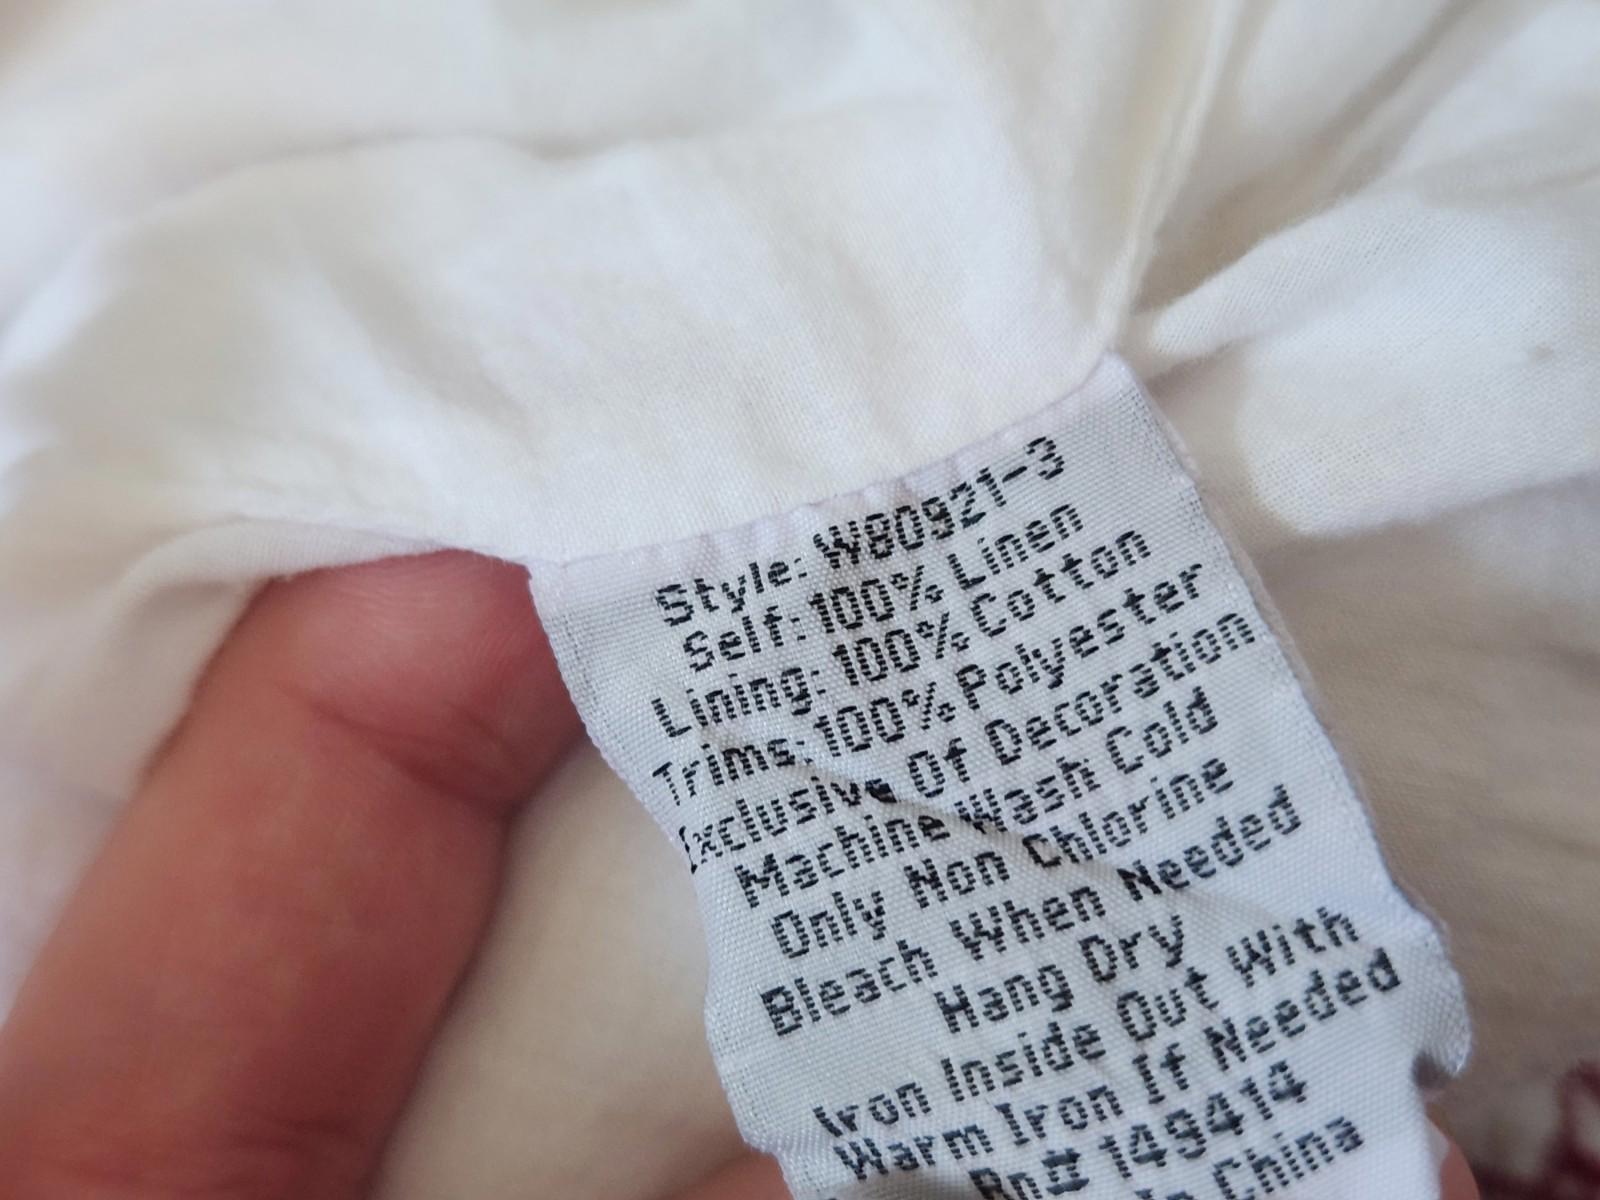 Style: W80921-3
Self: 100% Linen
Lining: 100% Cotton
Trims: 100% Polyester
Exclusive Of Decoration
Machine Wash Cold
Only Non Chlorine
Bleach When Needed
Hang Dry
Iron Inside Out With
Warm Iron If Needed
Rn# 149414
China